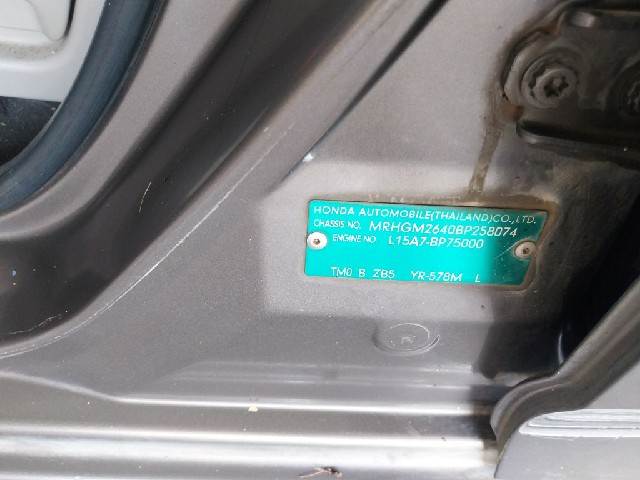 HONDA AUTOMOBILE(THAILAND)CO.,LTD.
CHASSIS NO. MRHGM2640BP258074
ENGINE NO L15A7-BP75000
TM0 B ZB5 YR-578M L